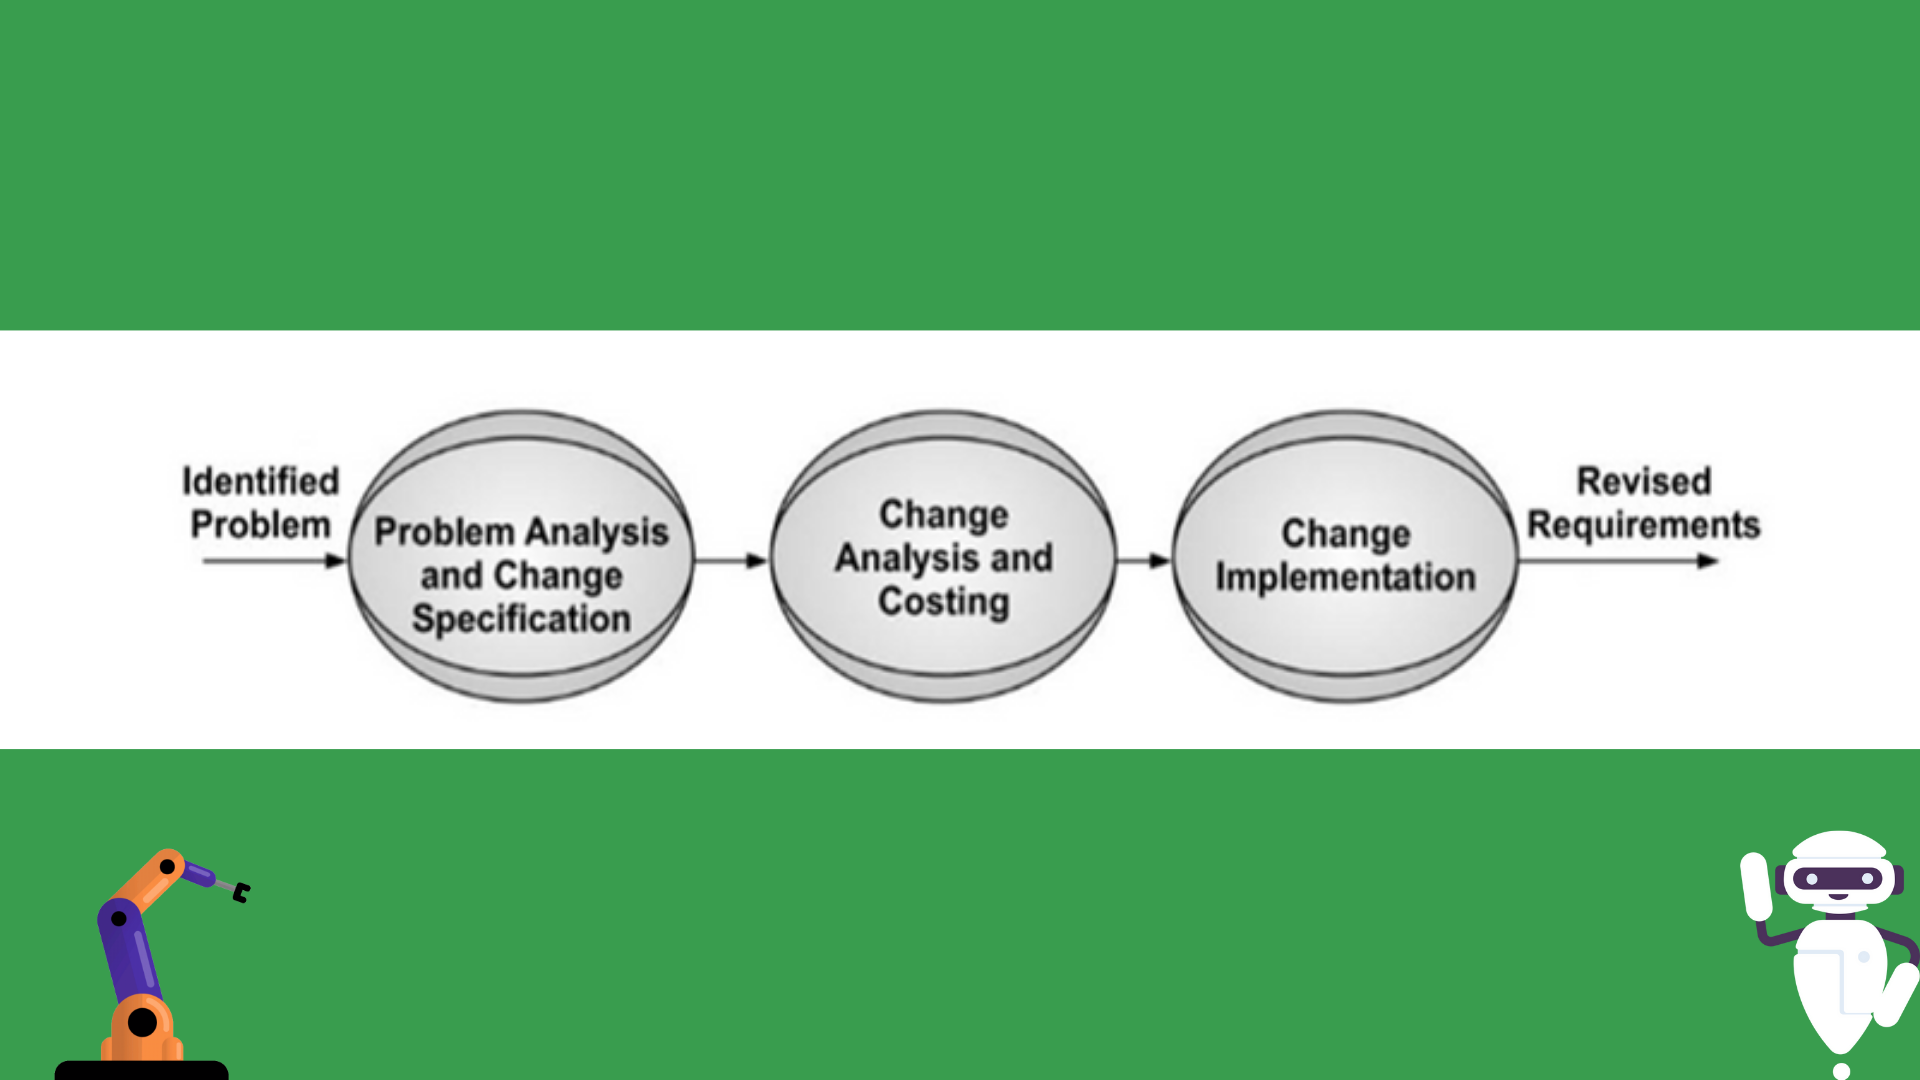 Identified
Problem
Problem Analysis
and Change
Specification
Change
Analysis and
Costing
Change
Implementation
Revised
Requirements